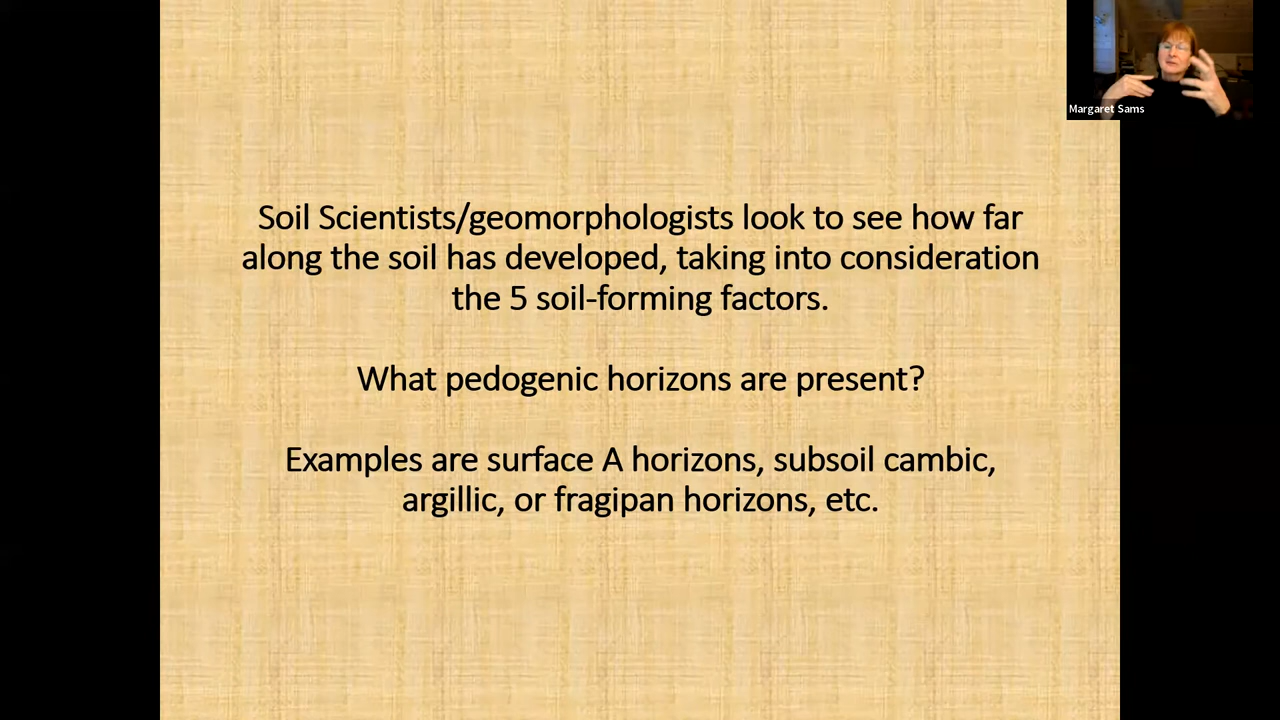 Margaret Sams
Soil Scientists/geomorphologists look to see how far
along the soil has developed, taking into consideration
the 5 soil-forming factors.
What pedogenic horizons are present?
Examples are surface A horizons, subsoil cambic,
argillic, or fragipan horizons, etc.